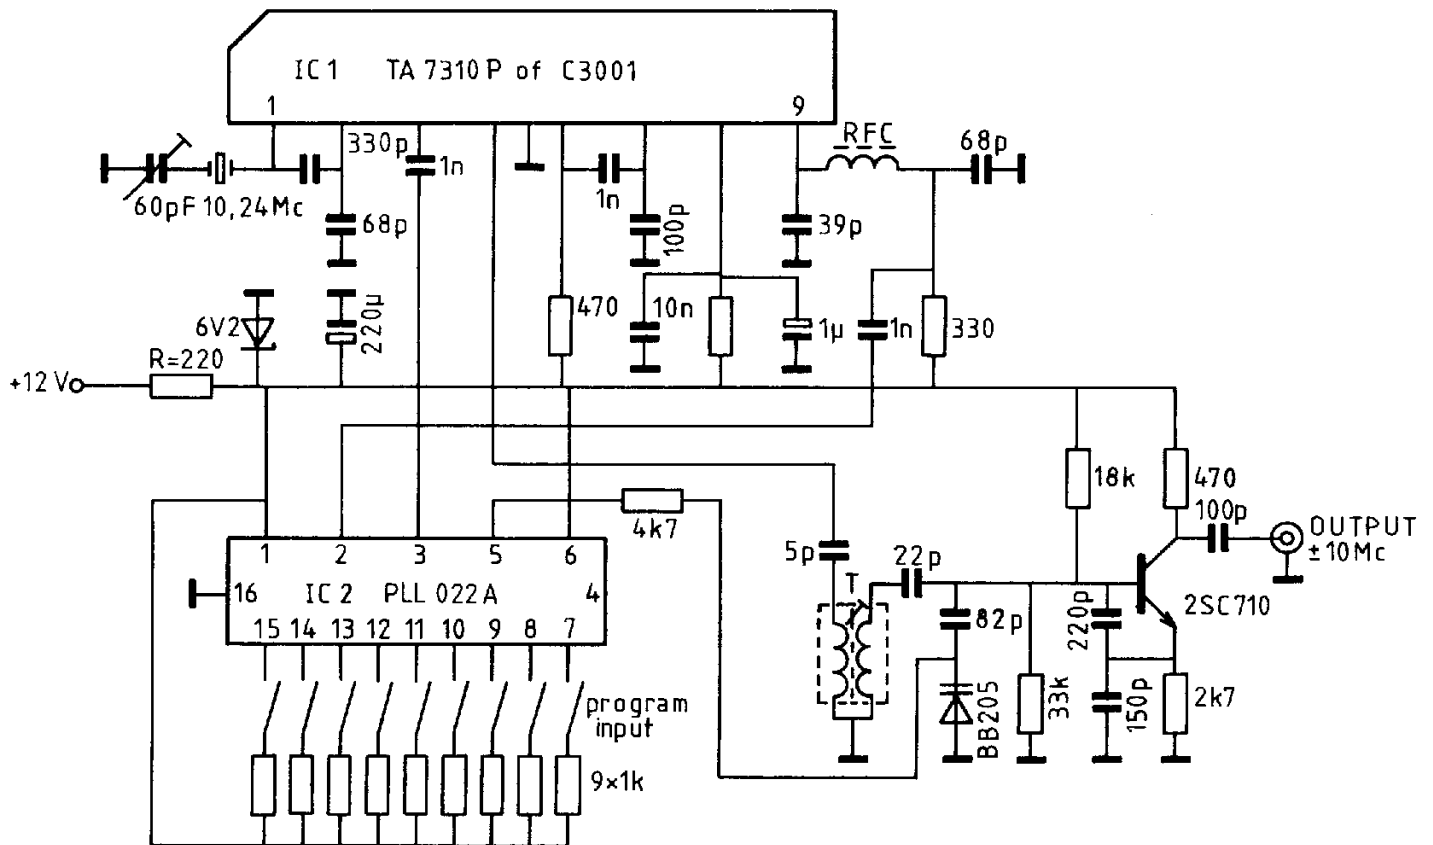 IC 1 TA 7310 P of C3001
1 9
330p
1n
RFC
68p
60pF 10,24Mc
68p
1n
100p
39p
6V2
220µ
470
10n
1µ
1n
330
R=220
+12 V
18k
470
4k7
100p
OUTPUT
±10Mc
1 2 3 5 6
5p
22p
T
16 IC 2 PLL 022A 4
82p
220p
2SC710
15 14 13 12 11 10 9 8 7
program
input
BB205
33k
150p
2k7
9×1k